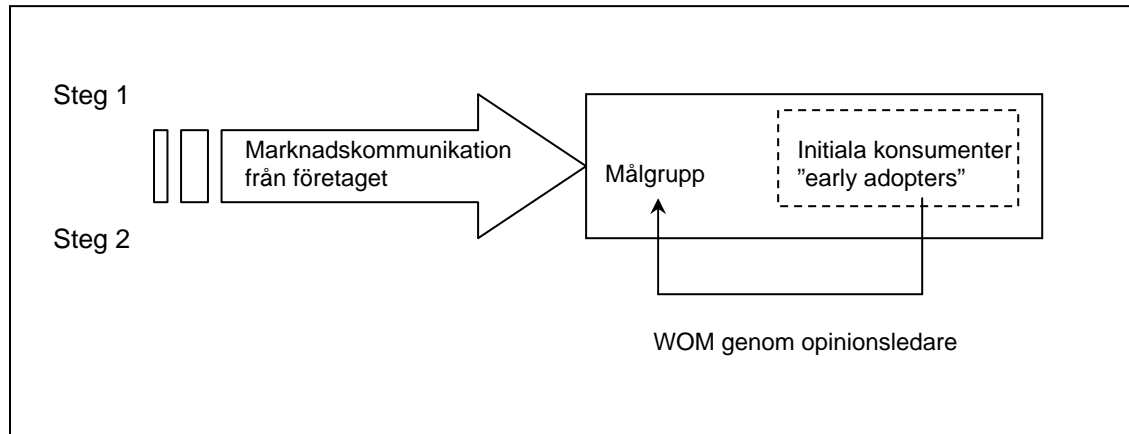 Steg 1
Marknadskommunikation
från företaget
Målgrupp
Initiala konsumenter
”early adopters”
Steg 2
WOM genom opinionsledare